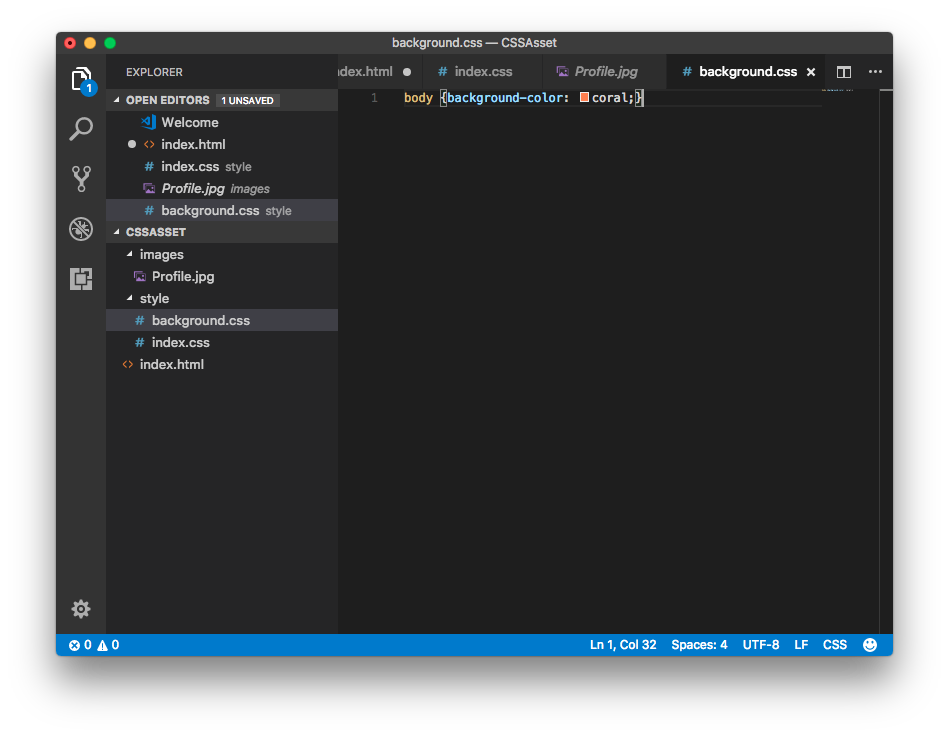 background.css — CSSAsset
EXPLORER
dex.html
# index.css
Profile.jpg
# background.css
OPEN EDITORS 1 UNSAVED
Welcome
<> index.html
# index.css style
Profile.jpg images
# background.css style
CSSASSET
images
Profile.jpg
style
# background.css
# index.css
<> index.html
1 body {background-color: coral;}
1
0 0
Ln 1, Col 32 Spaces: 4 UTF-8 LF CSS